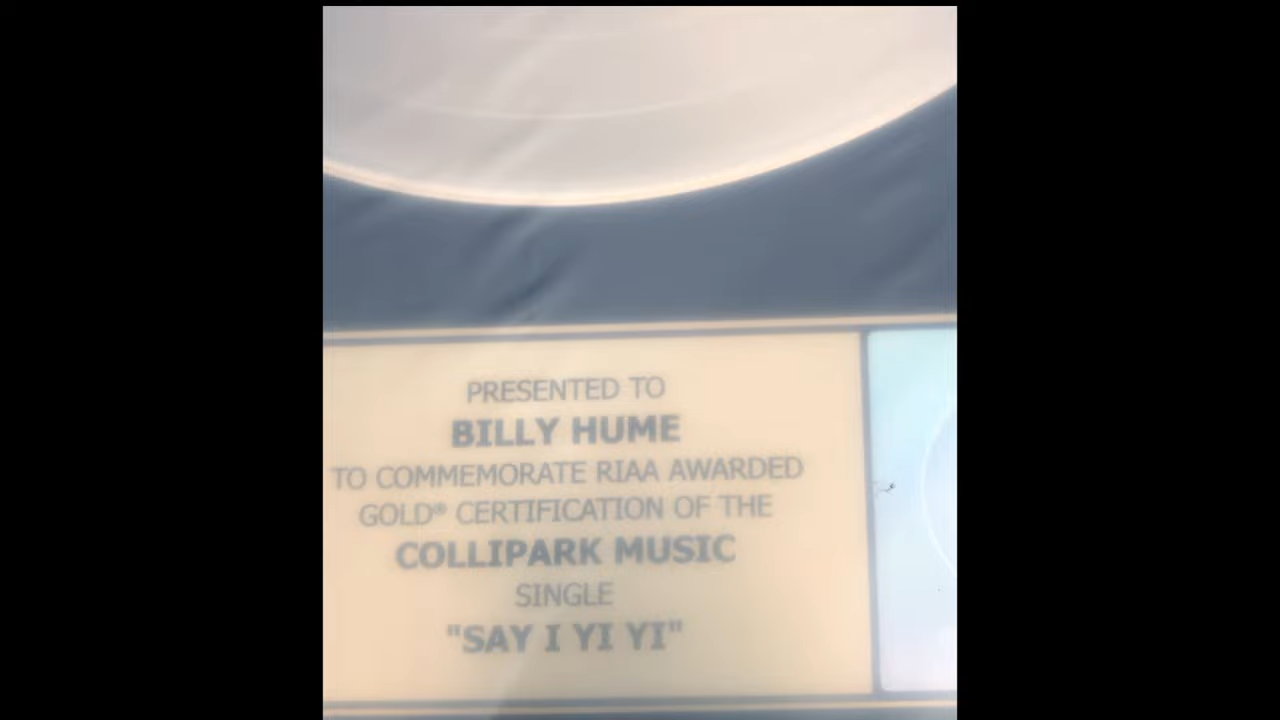 PRESENTED TO
BILLY HUME
TO COMMEMORATE RIAA AWARDED
GOLD® CERTIFICATION OF THE
COLLIPARK MUSIC
SINGLE
"SAY I YI YI"